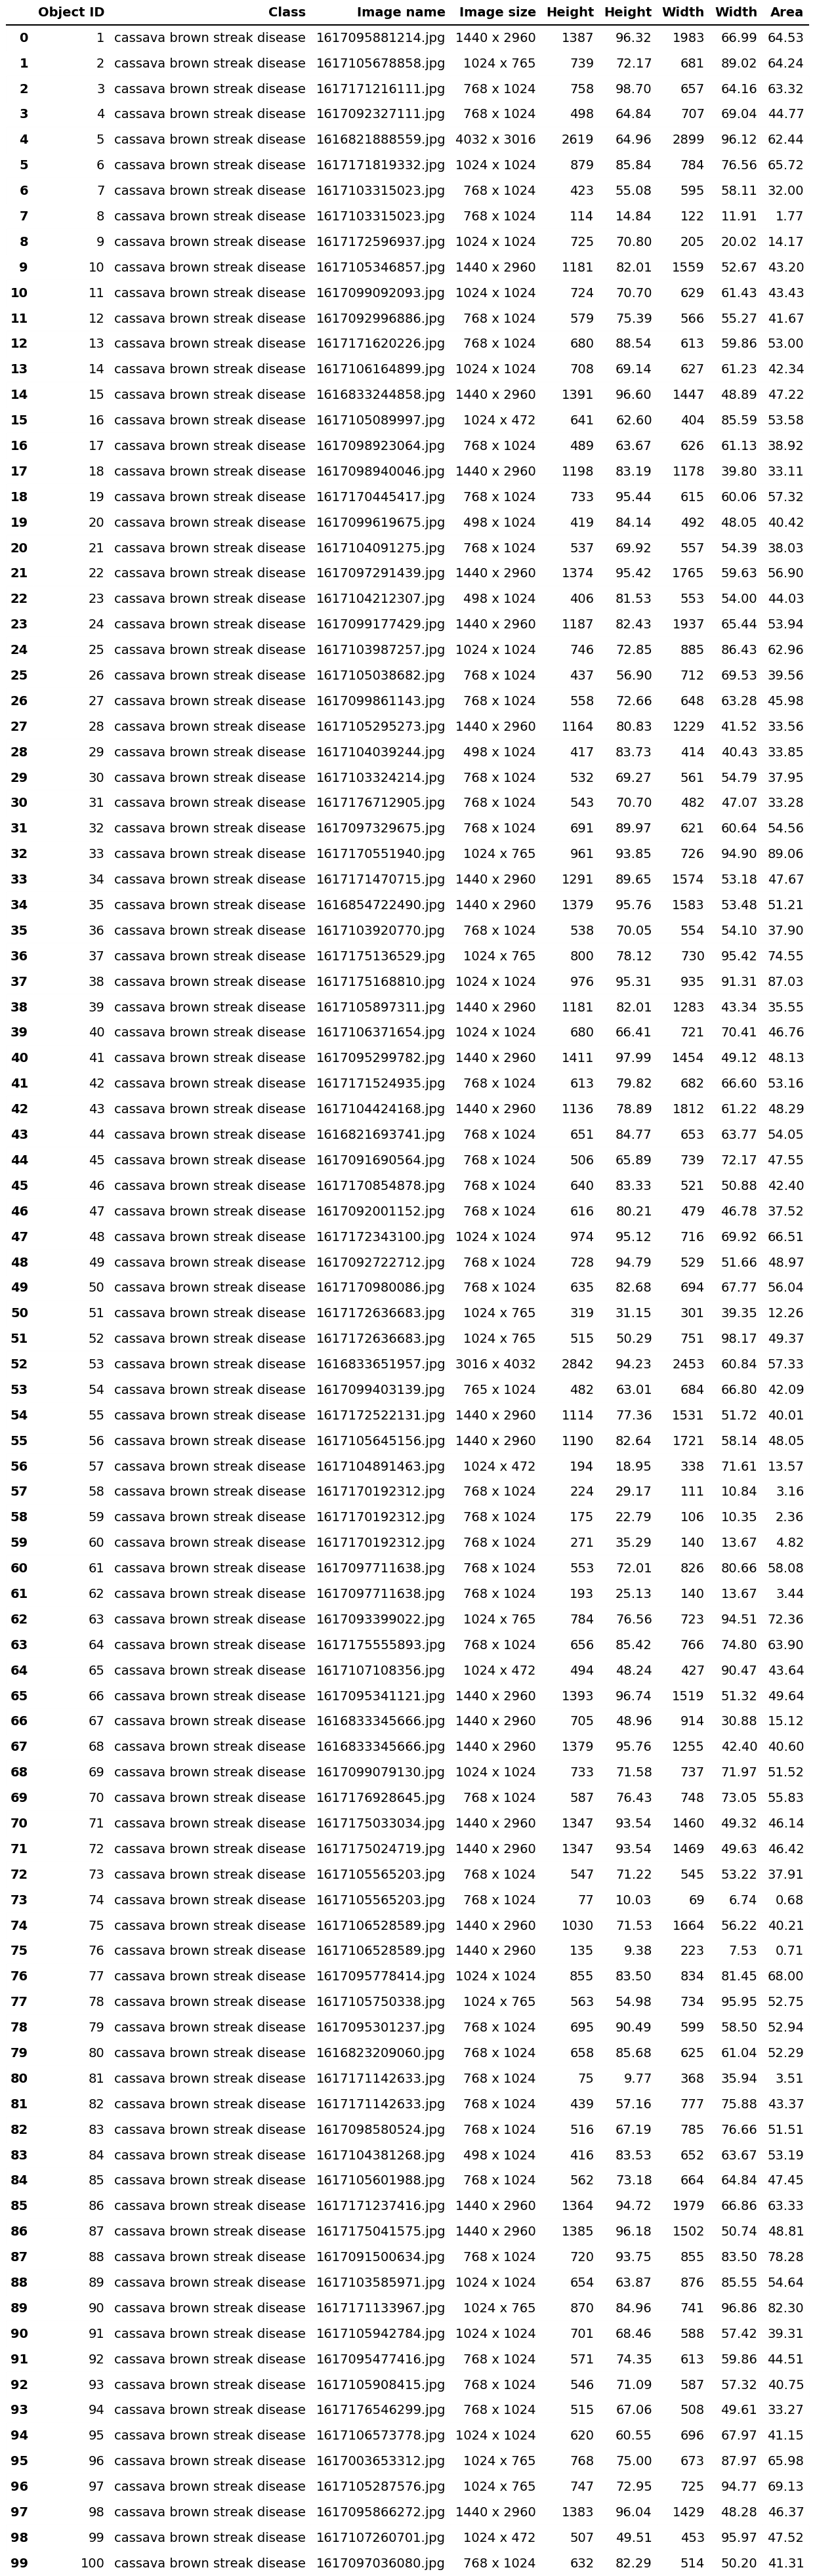 Object ID Class Image name Image size Height Height Width Width Area
0 1 cassava brown streak disease 1617095881214.jpg 1440 x 2960 1387 96.32 1983 66.99 64.53
1 2 cassava brown streak disease 1617105678858.jpg 1024 x 765 739 72.17 681 89.02 64.24
2 3 cassava brown streak disease 1617171216111.jpg 768 x 1024 758 98.70 657 64.16 63.32
3 4 cassava brown streak disease 1617092327111.jpg 768 x 1024 498 64.84 707 69.04 44.77
4 5 cassava brown streak disease 1616821888559.jpg 4032 x 3016 2619 64.96 2899 96.12 62.44
5 6 cassava brown streak disease 1617171819332.jpg 1024 x 1024 879 85.84 784 76.56 65.72
6 7 cassava brown streak disease 1617103315023.jpg 768 x 1024 423 55.08 595 58.11 32.00
7 8 cassava brown streak disease 1617103315023.jpg 768 x 1024 114 14.84 122 11.91 1.77
8 9 cassava brown streak disease 1617172596937.jpg 1024 x 1024 725 70.80 205 20.02 14.17
9 10 cassava brown streak disease 1617105346857.jpg 1440 x 2960 1181 82.01 1559 52.67 43.20
10 11 cassava brown streak disease 1617099092093.jpg 1024 x 1024 724 70.70 629 61.43 43.43
11 12 cassava brown streak disease 1617092996886.jpg 768 x 1024 579 75.39 566 55.27 41.67
12 13 cassava brown streak disease 1617171620226.jpg 768 x 1024 680 88.54 613 59.86 53.00
13 14 cassava brown streak disease 1617106164899.jpg 1024 x 1024 708 69.14 627 61.23 42.34
14 15 cassava brown streak disease 1616833244858.jpg 1440 x 2960 1391 96.60 1447 48.89 47.22
15 16 cassava brown streak disease 1617105089997.jpg 1024 x 472 641 62.60 404 85.59 53.58
16 17 cassava brown streak disease 1617098923064.jpg 768 x 1024 489 63.67 626 61.13 38.92
17 18 cassava brown streak disease 1617098940046.jpg 1440 x 2960 1198 83.19 1178 39.80 33.11
18 19 cassava brown streak disease 1617170445417.jpg 768 x 1024 733 95.44 615 60.06 57.32
19 20 cassava brown streak disease 1617099619675.jpg 498 x 1024 419 84.14 492 48.05 40.42
20 21 cassava brown streak disease 1617104091275.jpg 768 x 1024 537 69.92 557 54.39 38.03
21 22 cassava brown streak disease 1617097291439.jpg 1440 x 2960 1374 95.42 1765 59.63 56.90
22 23 cassava brown streak disease 1617104212307.jpg 498 x 1024 406 81.53 553 54.00 44.03
23 24 cassava brown streak disease 1617099177429.jpg 1440 x 2960 1187 82.43 1937 65.44 53.94
24 25 cassava brown streak disease 1617103987257.jpg 1024 x 1024 746 72.85 885 86.43 62.96
25 26 cassava brown streak disease 1617105038682.jpg 768 x 1024 437 56.90 712 69.53 39.56
26 27 cassava brown streak disease 1617099861143.jpg 768 x 1024 558 72.66 648 63.28 45.98
27 28 cassava brown streak disease 1617105295273.jpg 1440 x 2960 1164 80.83 1229 41.52 33.56
28 29 cassava brown streak disease 1617104039244.jpg 498 x 1024 417 83.73 414 40.43 33.85
29 30 cassava brown streak disease 1617103324214.jpg 768 x 1024 532 69.27 561 54.79 37.95
30 31 cassava brown streak disease 1617176712905.jpg 768 x 1024 543 70.70 482 47.07 33.28
31 32 cassava brown streak disease 1617097329675.jpg 768 x 1024 691 89.97 621 60.64 54.56
32 33 cassava brown streak disease 1617170551940.jpg 1024 x 765 961 93.85 726 94.90 89.06
33 34 cassava brown streak disease 1617171470715.jpg 1440 x 2960 1291 89.65 1574 53.18 47.67
34 35 cassava brown streak disease 1616854722490.jpg 1440 x 2960 1379 95.76 1583 53.48 51.21
35 36 cassava brown streak disease 1617103920770.jpg 768 x 1024 538 70.05 554 54.10 37.90
36 37 cassava brown streak disease 1617175136529.jpg 1024 x 765 800 78.12 730 95.42 74.55
37 38 cassava brown streak disease 1617175168810.jpg 1024 x 1024 976 95.31 935 91.31 87.03
38 39 cassava brown streak disease 1617105897311.jpg 1440 x 2960 1181 82.01 1283 43.34 35.55
39 40 cassava brown streak disease 1617106371654.jpg 1024 x 1024 680 66.41 721 70.41 46.76
40 41 cassava brown streak disease 1617095299782.jpg 1440 x 2960 1411 97.99 1454 49.12 48.13
41 42 cassava brown streak disease 1617171524935.jpg 768 x 1024 613 79.82 682 66.60 53.16
42 43 cassava brown streak disease 1617104424168.jpg 1440 x 2960 1136 78.89 1812 61.22 48.29
43 44 cassava brown streak disease 1616821693741.jpg 768 x 1024 651 84.77 653 63.77 54.05
44 45 cassava brown streak disease 1617091690564.jpg 768 x 1024 506 65.89 739 72.17 47.55
45 46 cassava brown streak disease 1617170854878.jpg 768 x 1024 640 83.33 521 50.88 42.40
46 47 cassava brown streak disease 1617092001152.jpg 768 x 1024 616 80.21 479 46.78 37.52
47 48 cassava brown streak disease 1617172343100.jpg 1024 x 1024 974 95.12 716 69.92 66.51
48 49 cassava brown streak disease 1617092722712.jpg 768 x 1024 728 94.79 529 51.66 48.97
49 50 cassava brown streak disease 1617170980086.jpg 768 x 1024 635 82.68 694 67.77 56.04
50 51 cassava brown streak disease 1617172636683.jpg 1024 x 765 319 31.15 301 39.35 12.26
51 52 cassava brown streak disease 1617172636683.jpg 1024 x 765 515 50.29 751 98.17 49.37
52 53 cassava brown streak disease 1616833651957.jpg 3016 x 4032 2842 94.23 2453 60.84 57.33
53 54 cassava brown streak disease 1617099403139.jpg 765 x 1024 482 63.01 684 66.80 42.09
54 55 cassava brown streak disease 1617172522131.jpg 1440 x 2960 1114 77.36 1531 51.72 40.01
55 56 cassava brown streak disease 1617105645156.jpg 1440 x 2960 1190 82.64 1721 58.14 48.05
56 57 cassava brown streak disease 1617104891463.jpg 1024 x 472 194 18.95 338 71.61 13.57
57 58 cassava brown streak disease 1617170192312.jpg 768 x 1024 224 29.17 111 10.84 3.16
58 59 cassava brown streak disease 1617170192312.jpg 768 x 1024 175 22.79 106 10.35 2.36
59 60 cassava brown streak disease 1617170192312.jpg 768 x 1024 271 35.29 140 13.67 4.82
60 61 cassava brown streak disease 1617097711638.jpg 768 x 1024 553 72.01 826 80.66 58.08
61 62 cassava brown streak disease 1617097711638.jpg 768 x 1024 193 25.13 140 13.67 3.44
62 63 cassava brown streak disease 1617093399022.jpg 1024 x 765 784 76.56 723 94.51 72.36
63 64 cassava brown streak disease 1617175555893.jpg 768 x 1024 656 85.42 766 74.80 63.90
64 65 cassava brown streak disease 1617107108356.jpg 1024 x 472 494 48.24 427 90.47 43.64
65 66 cassava brown streak disease 1617095341121.jpg 1440 x 2960 1393 96.74 1519 51.32 49.64
66 67 cassava brown streak disease 1616833345666.jpg 1440 x 2960 705 48.96 914 30.88 15.12
67 68 cassava brown streak disease 1616833345666.jpg 1440 x 2960 1379 95.76 1255 42.40 40.60
68 69 cassava brown streak disease 1617099079130.jpg 1024 x 1024 733 71.58 737 71.97 51.52
69 70 cassava brown streak disease 1617176928645.jpg 768 x 1024 587 76.43 748 73.05 55.83
70 71 cassava brown streak disease 1617175033034.jpg 1440 x 2960 1347 93.54 1460 49.32 46.14
71 72 cassava brown streak disease 1617175024719.jpg 1440 x 2960 1347 93.54 1469 49.63 46.42
72 73 cassava brown streak disease 1617105565203.jpg 768 x 1024 547 71.22 545 53.22 37.91
73 74 cassava brown streak disease 1617105565203.jpg 768 x 1024 77 10.03 69 6.74 0.68
74 75 cassava brown streak disease 1617106528589.jpg 1440 x 2960 1030 71.53 1664 56.22 40.21
75 76 cassava brown streak disease 1617106528589.jpg 1440 x 2960 135 9.38 223 7.53 0.71
76 77 cassava brown streak disease 1617095778414.jpg 1024 x 1024 855 83.50 834 81.45 68.00
77 78 cassava brown streak disease 1617105750338.jpg 1024 x 765 563 54.98 734 95.95 52.75
78 79 cassava brown streak disease 1617095301237.jpg 768 x 1024 695 90.49 599 58.50 52.94
79 80 cassava brown streak disease 1616823209060.jpg 768 x 1024 658 85.68 625 61.04 52.29
80 81 cassava brown streak disease 1617171142633.jpg 768 x 1024 75 9.77 368 35.94 3.51
81 82 cassava brown streak disease 1617171142633.jpg 768 x 1024 439 57.16 777 75.88 43.37
82 83 cassava brown streak disease 1617098580524.jpg 768 x 1024 516 67.19 785 76.66 51.51
83 84 cassava brown streak disease 1617104381268.jpg 498 x 1024 416 83.53 652 63.67 53.19
84 85 cassava brown streak disease 1617105601988.jpg 768 x 1024 562 73.18 664 64.84 47.45
85 86 cassava brown streak disease 1617171237416.jpg 1440 x 2960 1364 94.72 1979 66.86 63.33
86 87 cassava brown streak disease 1617175041575.jpg 1440 x 2960 1385 96.18 1502 50.74 48.81
87 88 cassava brown streak disease 1617091500634.jpg 768 x 1024 720 93.75 855 83.50 78.28
88 89 cassava brown streak disease 1617103585971.jpg 1024 x 1024 654 63.87 876 85.55 54.64
89 90 cassava brown streak disease 1617171133967.jpg 1024 x 765 870 84.96 741 96.86 82.30
90 91 cassava brown streak disease 1617105942784.jpg 1024 x 1024 701 68.46 588 57.42 39.31
91 92 cassava brown streak disease 1617095477416.jpg 768 x 1024 571 74.35 613 59.86 44.51
92 93 cassava brown streak disease 1617105908415.jpg 768 x 1024 546 71.09 587 57.32 40.75
93 94 cassava brown streak disease 1617176546299.jpg 768 x 1024 515 67.06 508 49.61 33.27
94 95 cassava brown streak disease 1617106573778.jpg 1024 x 1024 620 60.55 696 67.97 41.15
95 96 cassava brown streak disease 1617003653312.jpg 1024 x 765 768 75.00 673 87.97 65.98
96 97 cassava brown streak disease 1617105287576.jpg 1024 x 765 747 72.95 725 94.77 69.13
97 98 cassava brown streak disease 1617095866272.jpg 1440 x 2960 1383 96.04 1429 48.28 46.37
98 99 cassava brown streak disease 1617107260701.jpg 1024 x 472 507 49.51 453 95.97 47.52
99 100 cassava brown streak disease 1617097036080.jpg 768 x 1024 632 82.29 514 50.20 41.31